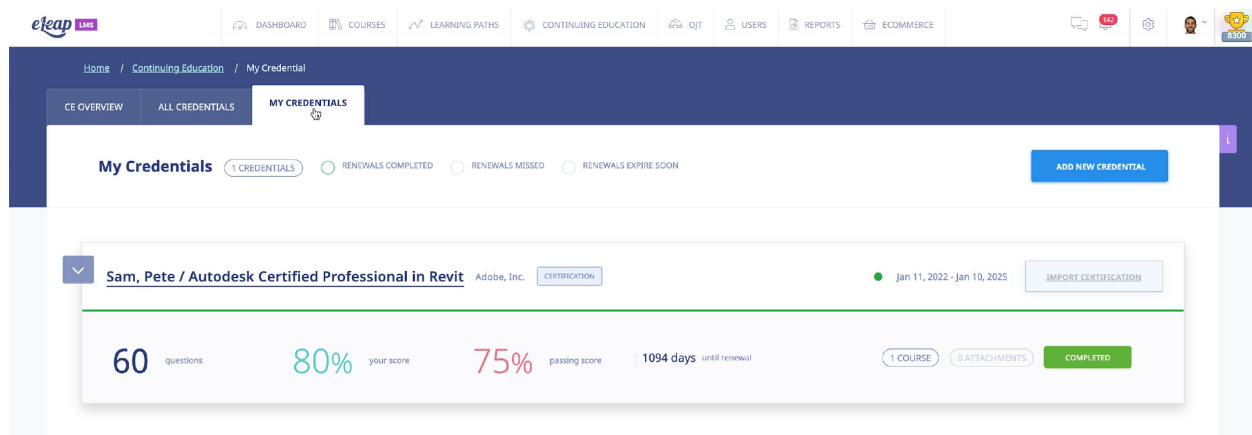 eleap LMS
DASHBOARD COURSES LEARNING PATHS CONTINUING EDUCATION OJT USERS REPORTS ECOMMERCE 142 8300
Home / Continuing Education / My Credential
CE OVERVIEW ALL CREDENTIALS MY CREDENTIALS
i
My Credentials 1 CREDENTIALS RENEWALS COMPLETED RENEWALS MISSED RENEWALS EXPIRE SOON ADD NEW CREDENTIAL
Sam, Pete / Autodesk Certified Professional in Revit Adobe, Inc. CERTIFICATION Jan 11, 2022 - Jan 10, 2025 IMPORT CERTIFICATION
60 questions 80% your score 75% passing score 1094 days until renewal 1 COURSE 0 ATTACHMENTS COMPLETED